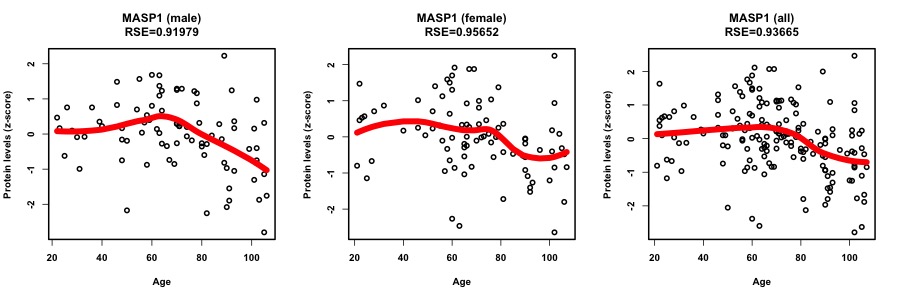 MASP1 (male)
RSE=0.91979
Protein levels (z-score)
2
1
0
-1
-2
20 40 60 80 100
Age
MASP1 (female)
RSE=0.95652
Protein levels (z-score)
2
1
0
-1
-2
20 40 60 80 100
Age
MASP1 (all)
RSE=0.93665
Protein levels (z-score)
2
1
0
-1
-2
20 40 60 80 100
Age